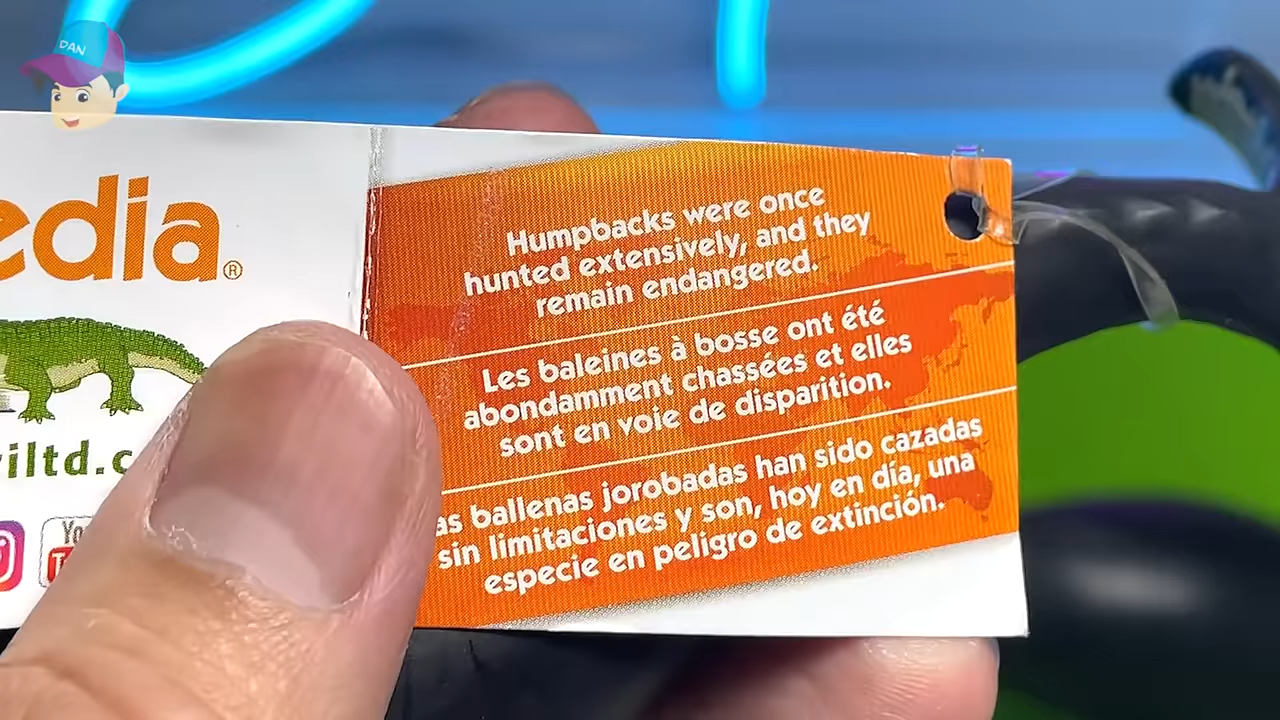 DAN
edia®
iltd.c
Yo
Humpbacks were once
hunted extensively, and they
remain endangered.
Les baleines à bosse ont été
abondamment chassées et elles
sont en voie de disparition.
as ballenas jorobadas han sido cazadas
sin limitaciones y son, hoy en día, una
especie en peligro de extinción.